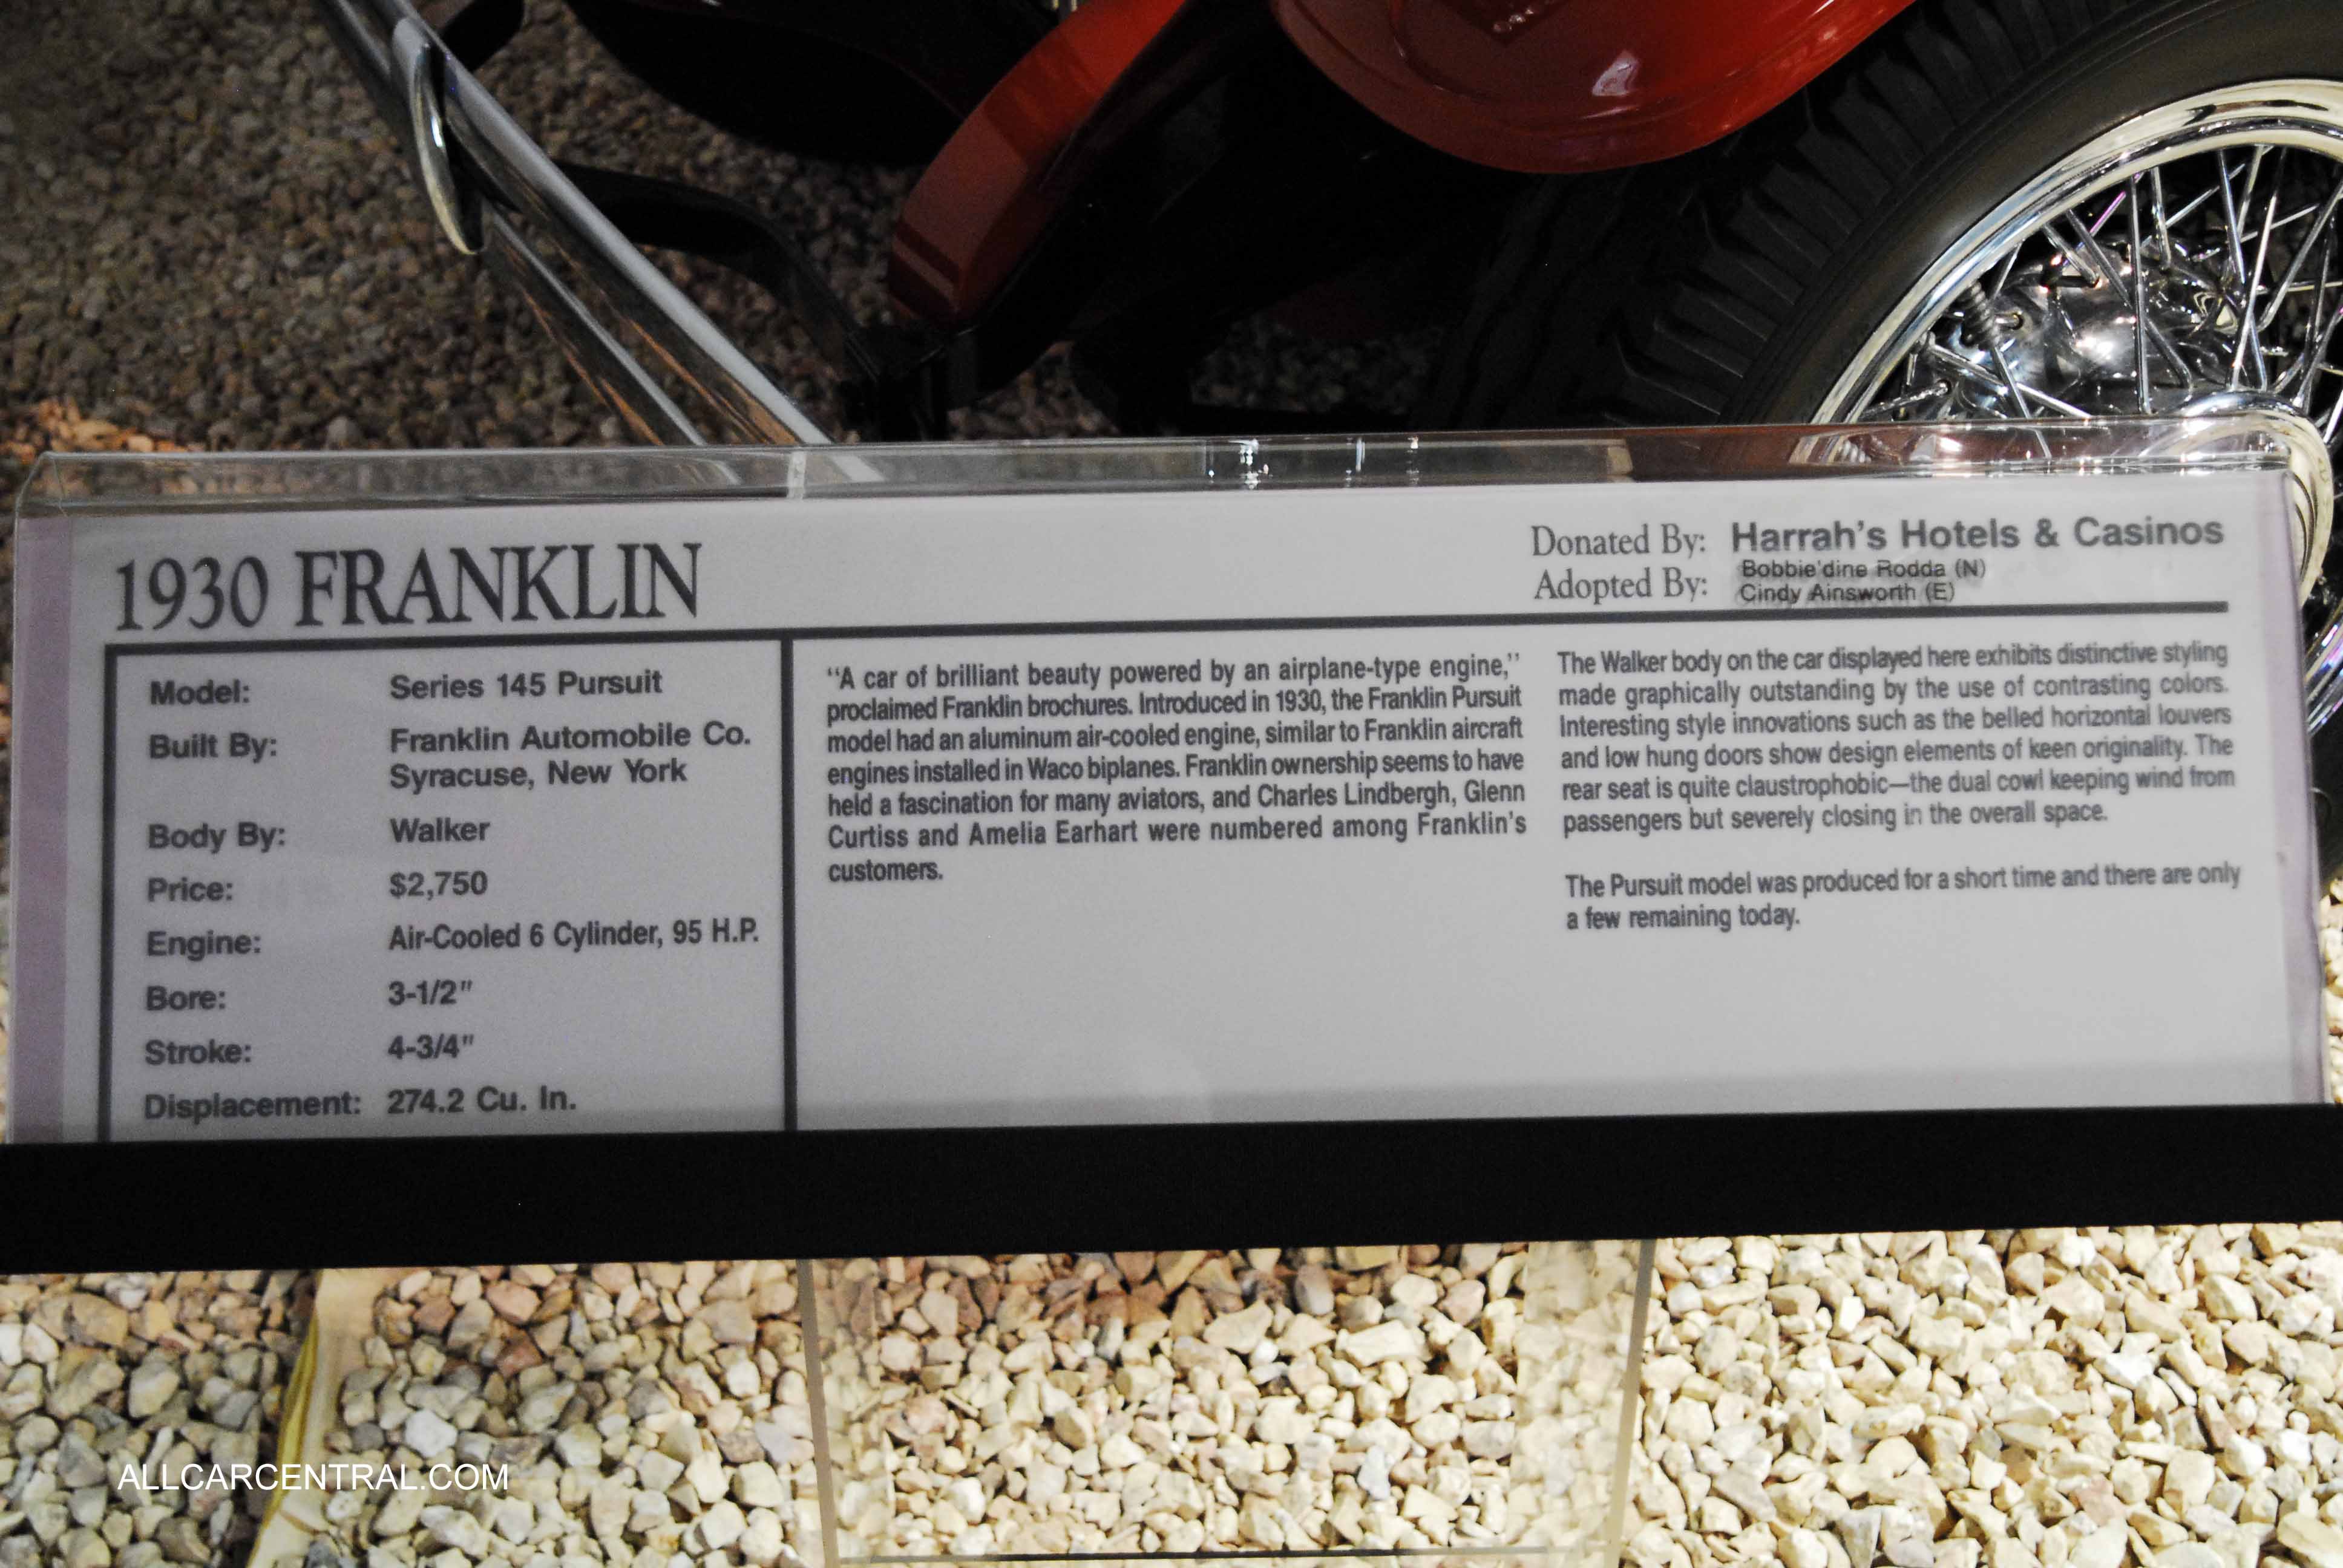 1930 FRANKLIN
Donated By: Harrah's Hotels & Casinos
Adopted By: Bobbie'dine Rodda (N)
Cindy Ainsworth (E)
Model: Series 145 Pursuit
Built By: Franklin Automobile Co.
Syracuse, New York
Body By: Walker
Price: $2,750
Engine: Air-Cooled 6 Cylinder, 95 H.P.
Bore: 3-1/2"
Stroke: 4-3/4"
Displacement: 274.2 Cu. In.
"A car of brilliant beauty powered by an airplane-type engine,"
proclaimed Franklin brochures. Introduced in 1930, the Franklin Pursuit
model had an aluminum air-cooled engine, similar to Franklin aircraft
engines installed in Waco biplanes. Franklin ownership seems to have
held a fascination for many aviators, and Charles Lindbergh, Glenn
Curtiss and Amelia Earhart were numbered among Franklin's
customers.
The Walker body on the car displayed here exhibits distinctive styling
made graphically outstanding by the use of contrasting colors.
Interesting style innovations such as the belled horizontal louvers
and low hung doors show design elements of keen originality. The
rear seat is quite claustrophobic—the dual cowl keeping wind from
passengers but severely closing in the overall space.
The Pursuit model was produced for a short time and there are only
a few remaining today.
ALLCARCENTRAL.COM